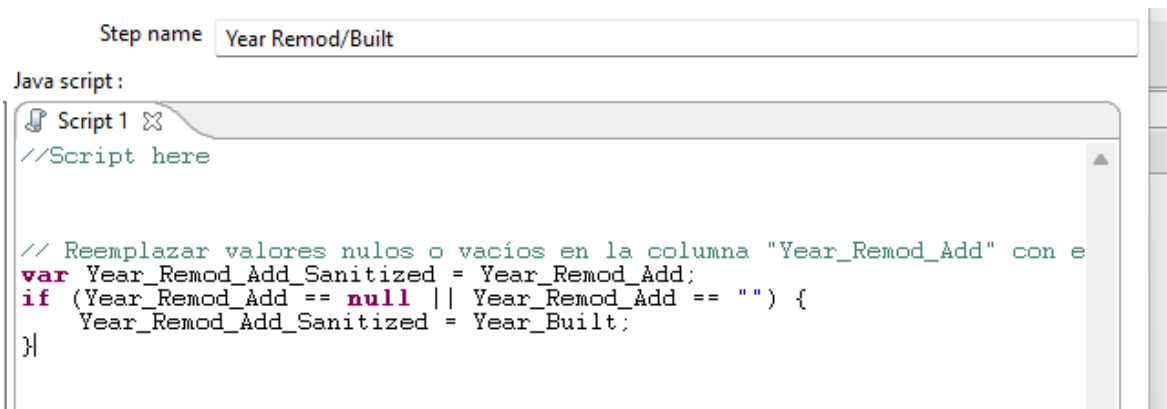 Step name Year Remod/Built
Java script :
Script 1
//Script here
// Reemplazar valores nulos o vacíos en la columna "Year_Remod_Add" con e
var Year_Remod_Add_Sanitized = Year_Remod_Add;
if (Year_Remod_Add == null || Year_Remod_Add == "") {
Year_Remod_Add_Sanitized = Year_Built;
}